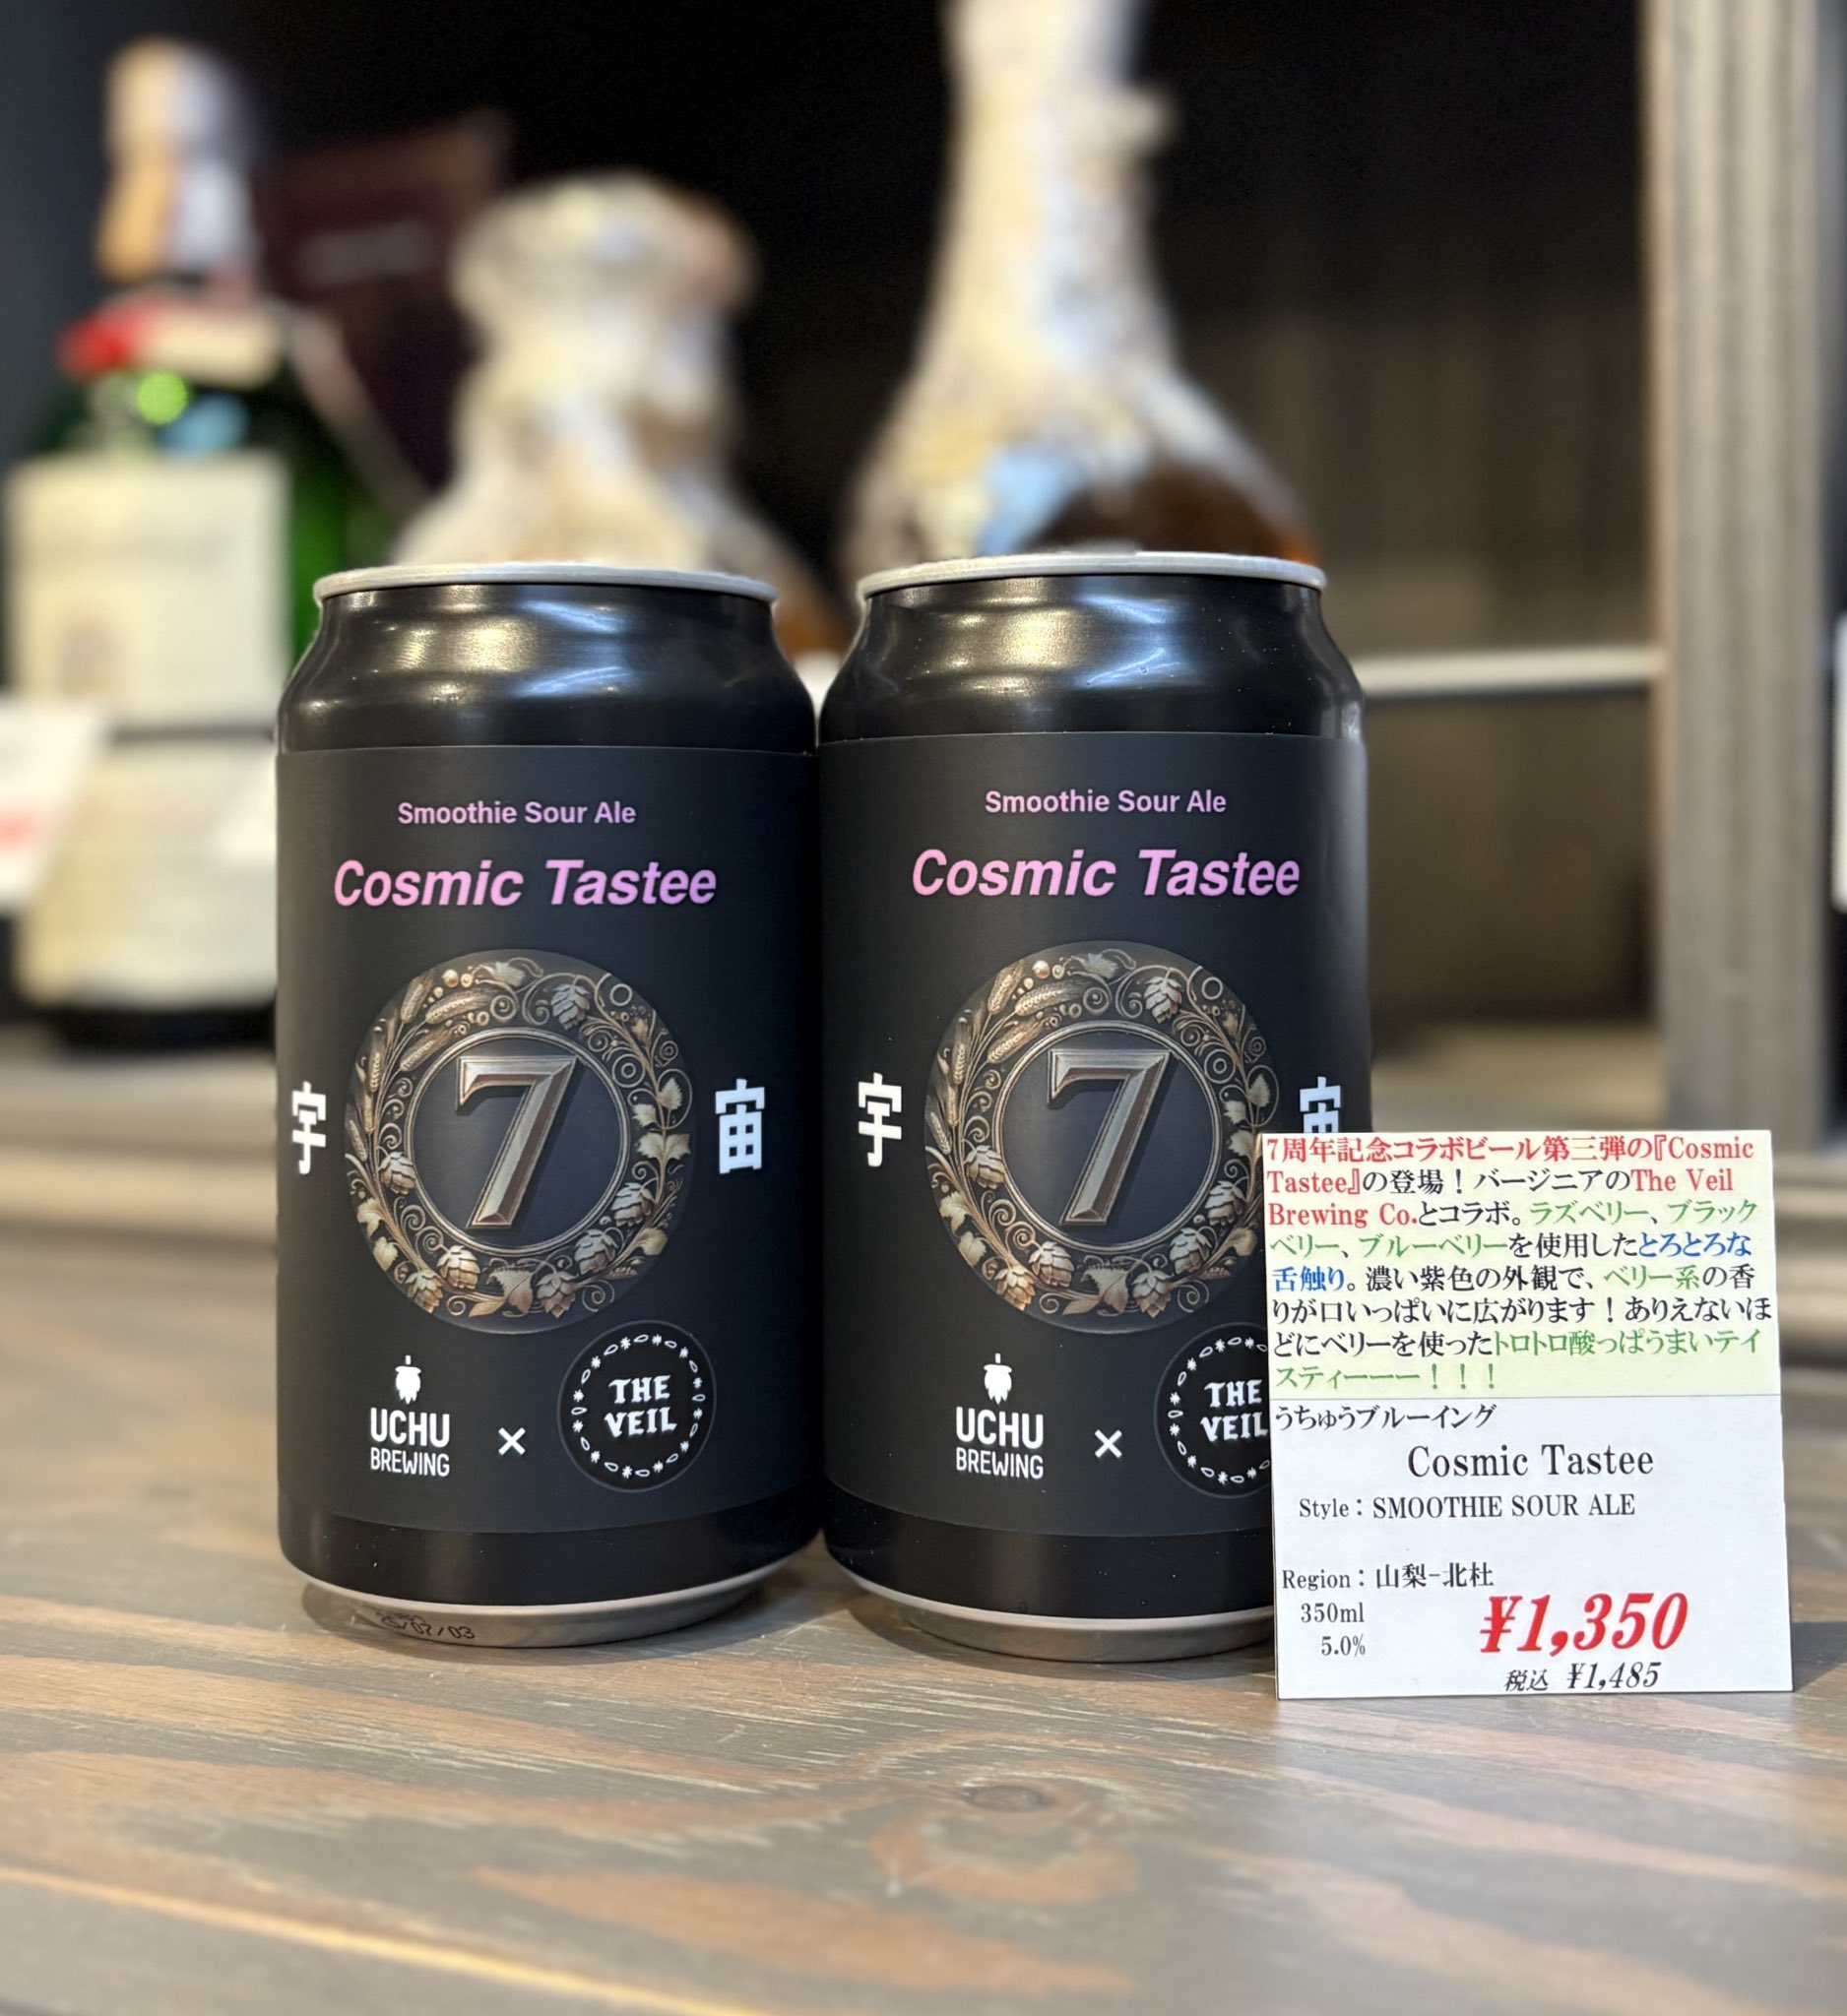 Smoothie Sour Ale
Cosmic Tastee
宇 7 宙
UCHU
BREWING
×
THE
VEIL
25/07/03
Smoothie Sour Ale
Cosmic Tastee
宇 7 宙
UCHU
BREWING
×
THE
VEIL
7周年記念コラボビール第三弾の『Cosmic
Tastee』の登場！バージニアのThe Veil
Brewing Co.とコラボ。ラズベリー、ブラック
ベリー、ブルーベリーを使用したとろとろな
舌触り。濃い紫色の外観で、ベリー系の香
りが口いっぱいに広がります！ありえないほ
どにベリーを使ったトロトロ酸っぱうまいテイ
スティーーー！！！
うちゅうブルーイング
Cosmic Tastee
Style：SMOOTHIE SOUR ALE
Region：山梨-北杜
350ml
¥1,350
5.0%
税込 ¥1,485